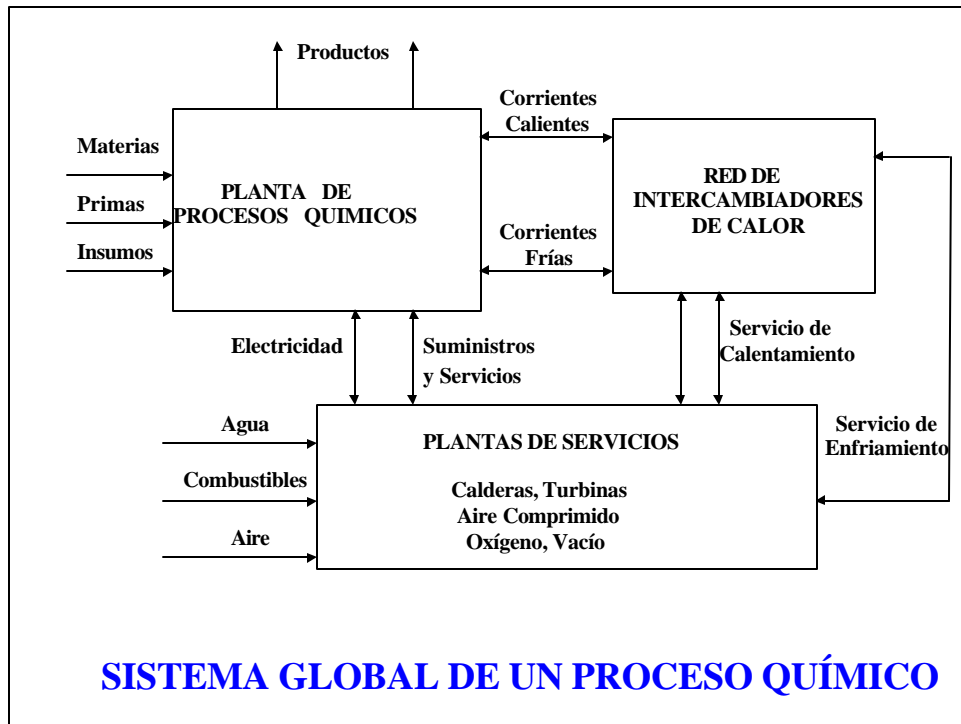 Productos
Corrientes
Calientes
Materias
Primas
Insumos
PLANTA DE
PROCESOS QUIMICOS
RED DE
INTERCAMBIADORES
DE CALOR
Corrientes
Frías
Electricidad
Suministros
y Servicios
Servicio de
Calentamiento
Servicio de
Enfriamiento
Agua
Combustibles
Aire
PLANTAS DE SERVICIOS
Calderas, Turbinas
Aire Comprimido
Oxígeno, Vacío
SISTEMA GLOBAL DE UN PROCESO QUÍMICO